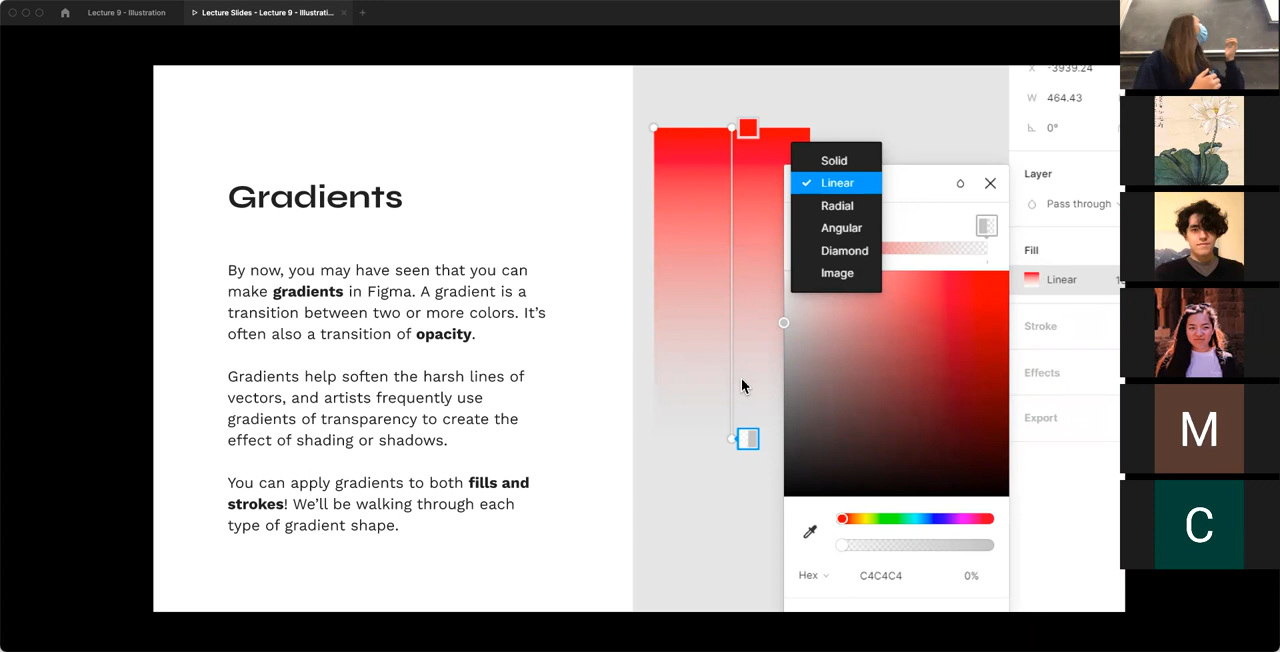 Lecture 9 - Illustration
Lecture Slides - Lecture 9 - Illustrati...
Gradients
By now, you may have seen that you can
make gradients in Figma. A gradient is a
transition between two or more colors. It's
often also a transition of opacity.
Gradients help soften the harsh lines of
vectors, and artists frequently use
gradients of transparency to create the
effect of shading or shadows.
You can apply gradients to both fills and
strokes! We'll be walking through each
type of gradient shape.
Solid
Linear
Radial
Angular
Diamond
Image
Hex
C4C4C4
0%
X -3939.24
W 464.43
0°
Layer
Pass through
Fill
Linear
Stroke
Effects
Export
M
C